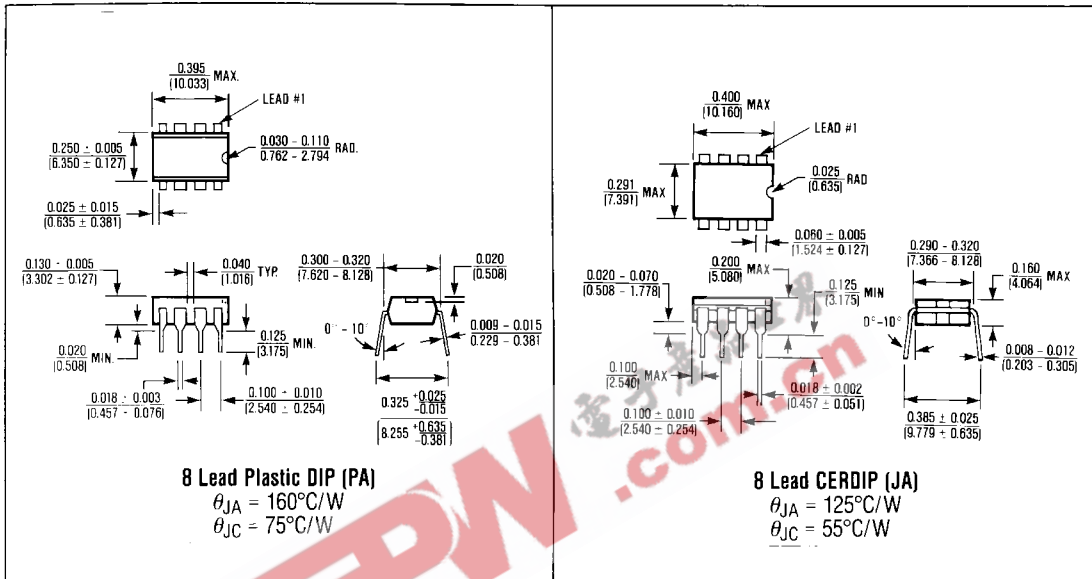 0.395
(10.033)
MAX.
LEAD #1
0.250 ± 0.005
(6.350 ± 0.127)
0.030 - 0.110
0.762 - 2.794
RAD.
0.025 ± 0.015
(0.635 ± 0.381)
0.130 - 0.005
(3.302 ± 0.127)
0.040
(1.016)
TYP.
0.300 - 0.320
(7.620 - 8.128)
0.020
(0.508)
0.020
(0.508)
MIN.
0.125
(3.175)
MIN.
0° - 10°
0.009 - 0.015
0.229 - 0.381
0.018 ± 0.003
(0.457 - 0.076)
0.100 ± 0.010
(2.540 ± 0.254)
0.325 +0.025
-0.015
8.255 +0.635
-0.381
8 Lead Plastic DIP (PA)
θJA = 160°C/W
θJC = 75°C/W
0.400
(10.160)
MAX
LEAD #1
0.291
(7.391)
MAX
0.025
(0.635)
RAD
0.060 ± 0.005
(1.524 ± 0.127)
0.020 - 0.070
(0.508 - 1.778)
0.200
(5.080)
MAX
0.125
(3.175)
MIN
0.290 - 0.320
(7.366 - 8.128)
0.160
(4.064)
MAX
0°-10°
0.008 - 0.012
(0.203 - 0.305)
0.100
(2.540)
MAX
0.018 ± 0.002
(0.457 ± 0.051)
0.100 ± 0.010
(2.540 ± 0.254)
0.385 ± 0.025
(9.779 ± 0.635)
8 Lead CERDIP (JA)
θJA = 125°C/W
θJC = 55°C/W
.com.cn